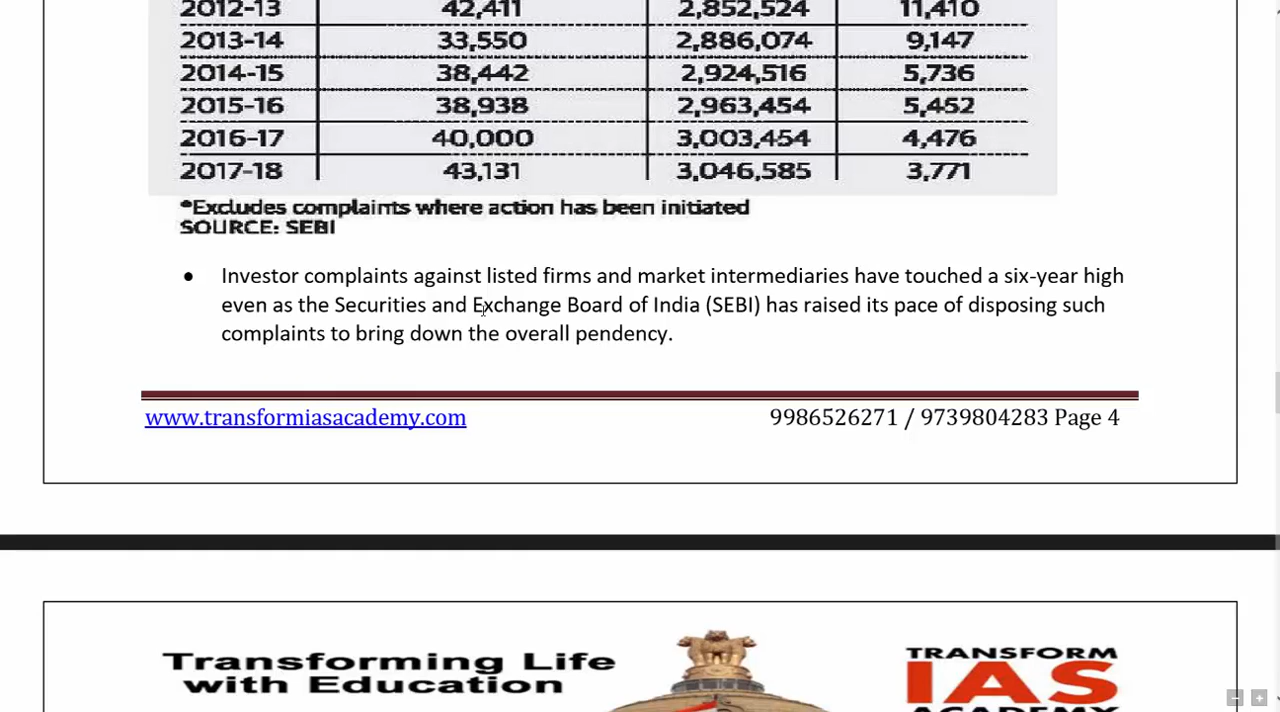 2012-13 42,411 2,852,524 11,410
2013-14 33,550 2,886,074 9,147
2014-15 38,442 2,924,516 5,736
2015-16 38,938 2,963,454 5,452
2016-17 40,000 3,003,454 4,476
2017-18 43,131 3,046,585 3,771
*Excludes complaints where action has been initiated
SOURCE: SEBI
• Investor complaints against listed firms and market intermediaries have touched a six-year high
even as the Securities and Exchange Board of India (SEBI) has raised its pace of disposing such
complaints to bring down the overall pendency.
www.transformiasacademy.com 9986526271 / 9739804283 Page 4
Transforming Life
with Education
TRANSFORM
IAS
ACADEMY